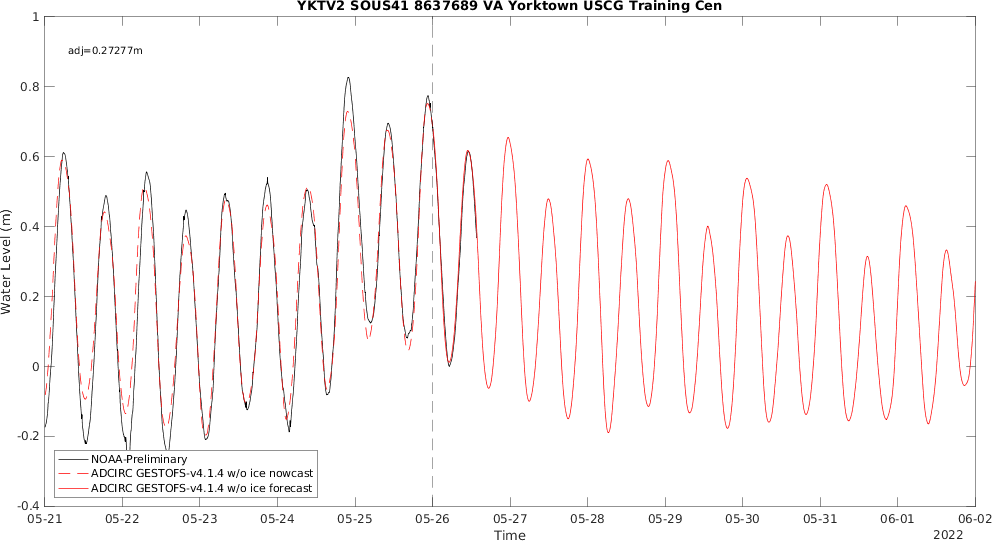 YKTV2 SOUS41 8637689 VA Yorktown USCG Training Cen
adj=0.27277m
1
0.8
0.6
0.4
0.2
0
-0.2
-0.4
Water Level (m)
NOAA-Preliminary
ADCIRC GESTOFS-v4.1.4 w/o ice nowcast
ADCIRC GESTOFS-v4.1.4 w/o ice forecast
05-21 05-22 05-23 05-24 05-25 05-26 05-27 05-28 05-29 05-30 05-31 06-01 06-02
Time
2022